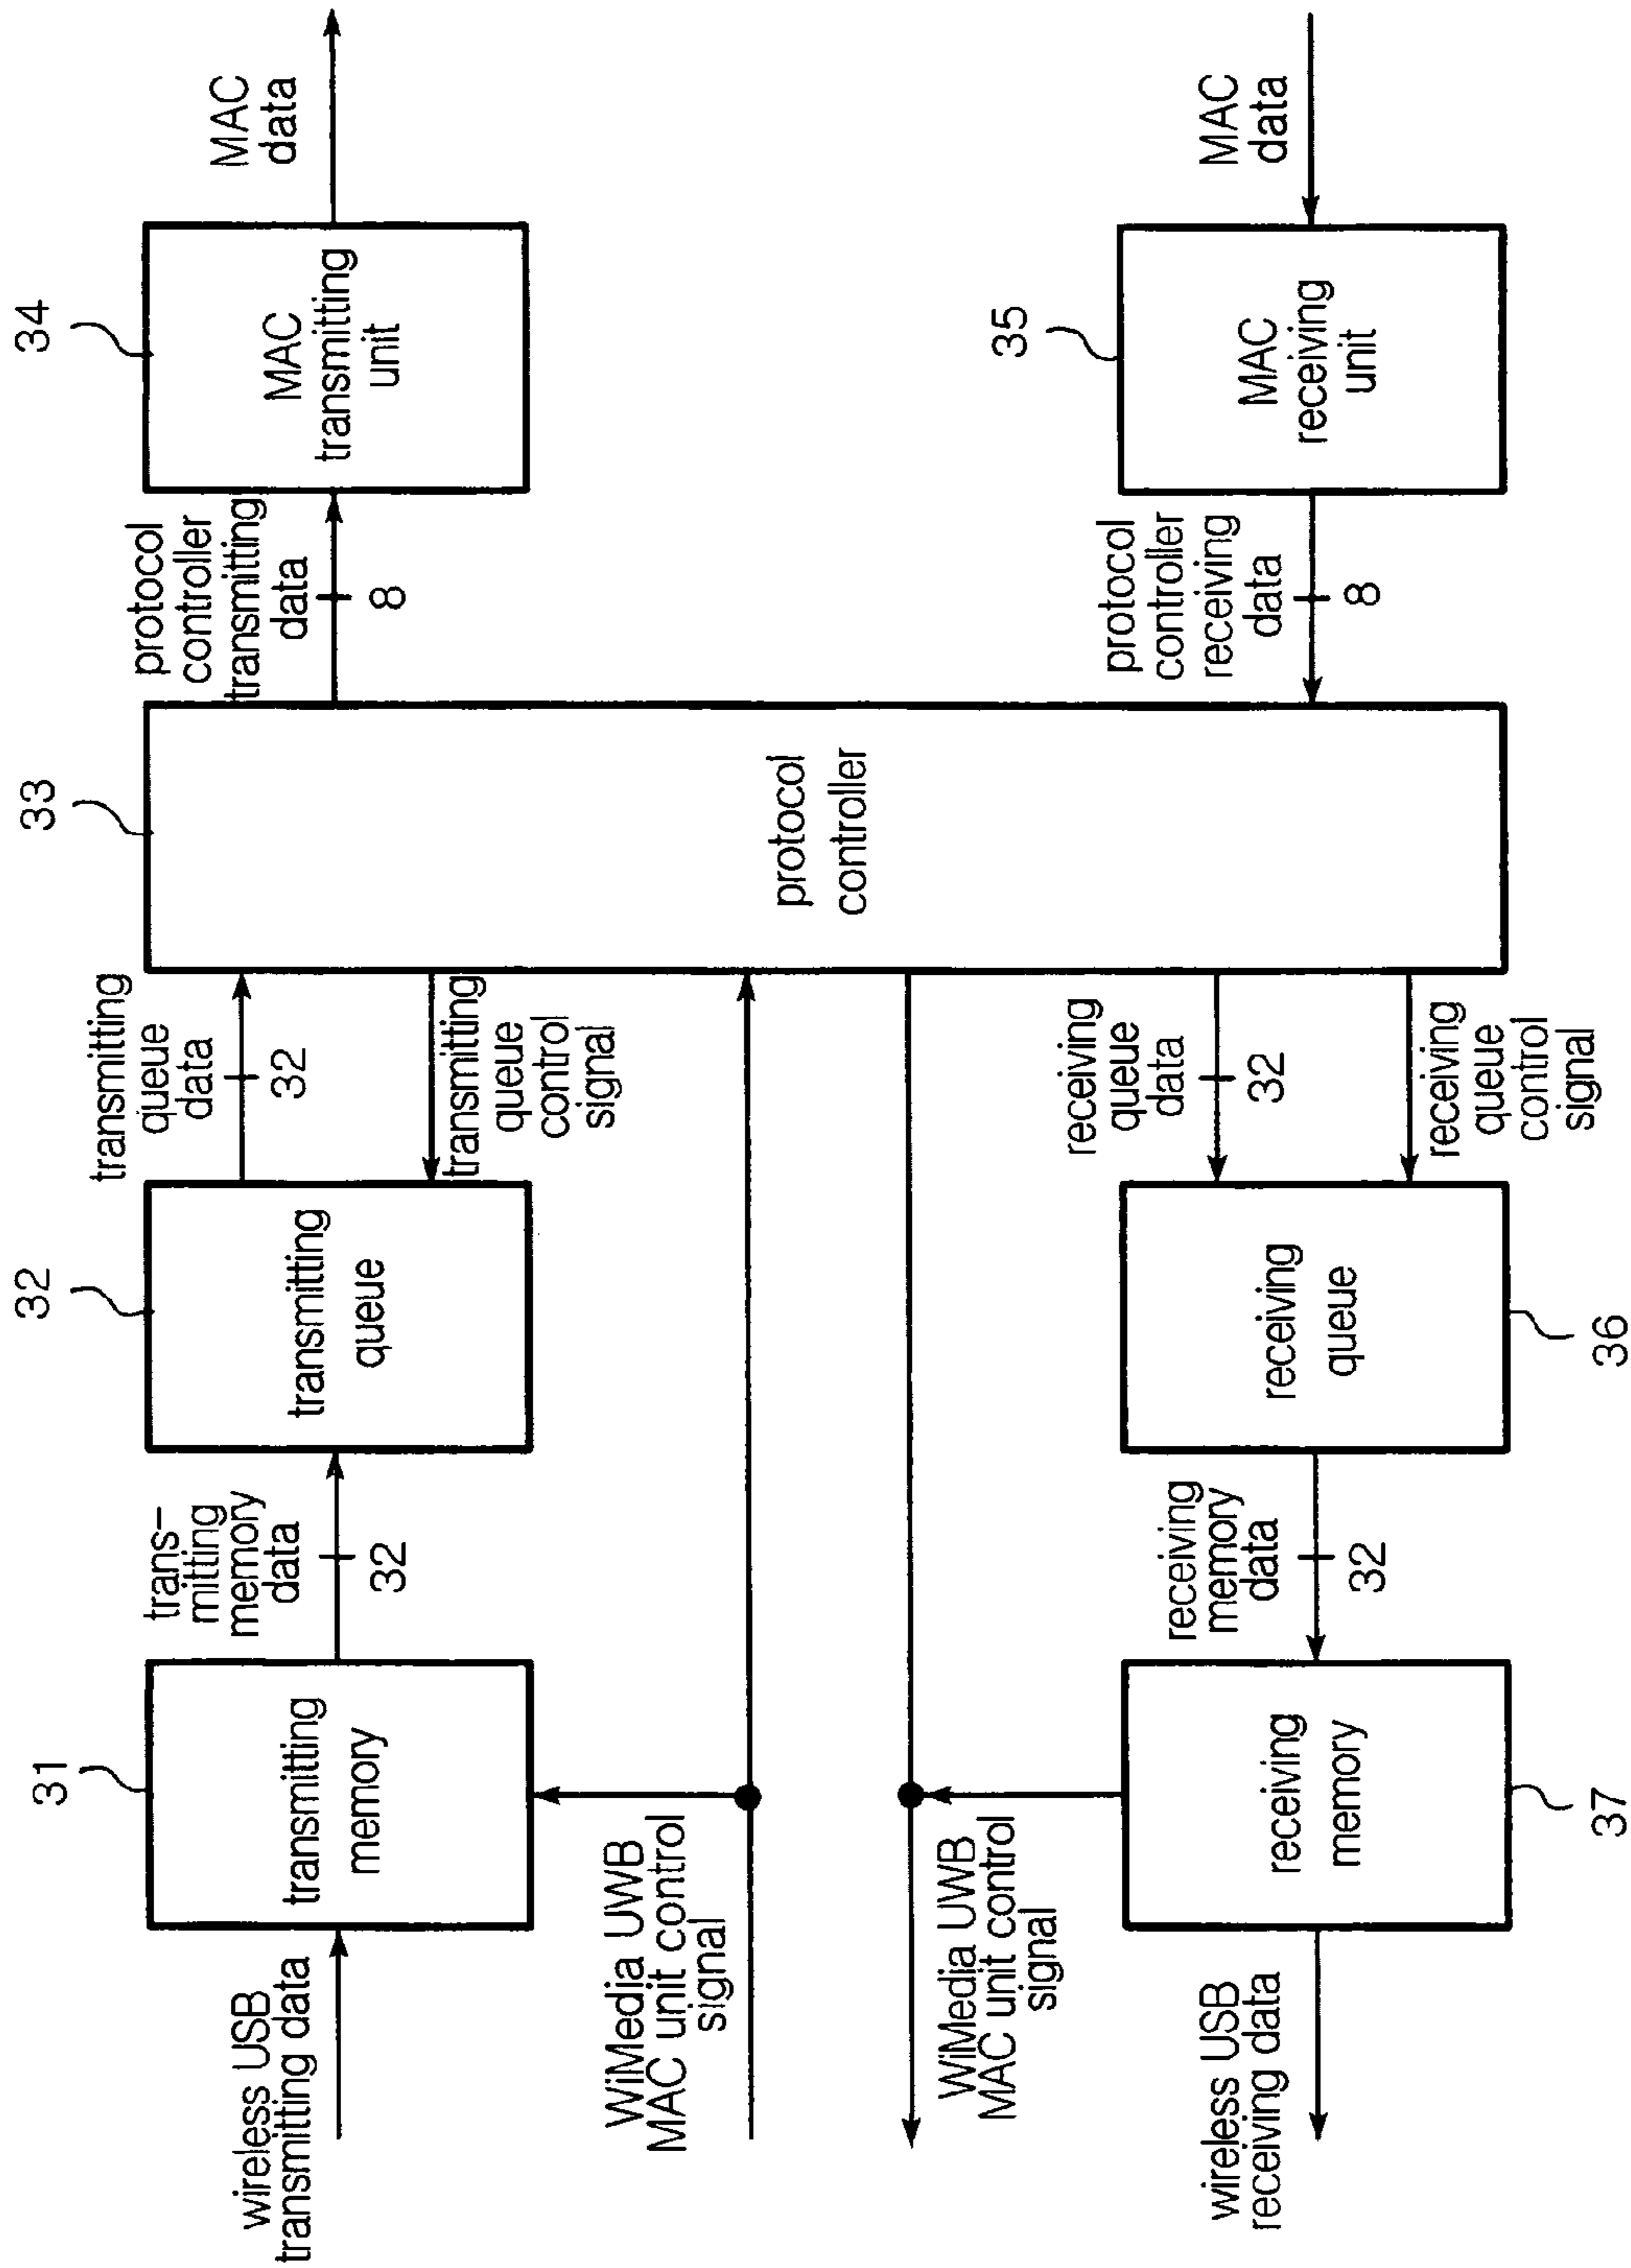 31
32
33
34
wireless USB
transmitting data
transmitting
memory
trans-
mitting
memory
data
32
transmitting
queue
transmitting
queue
data
32
transmitting
queue
control
signal
protocol
controller
protocol
controller
transmitting
data
8
MAC
transmitting
unit
MAC
data
WiMedia UWB
MAC unit control
signal
WiMedia UWB
MAC unit control
signal
wireless USB
receiving data
receiving
memory
receiving
memory
data
32
receiving
queue
receiving
queue
data
32
receiving
queue
control
signal
protocol
controller
receiving
data
8
MAC
receiving
unit
MAC
data
35
37
36